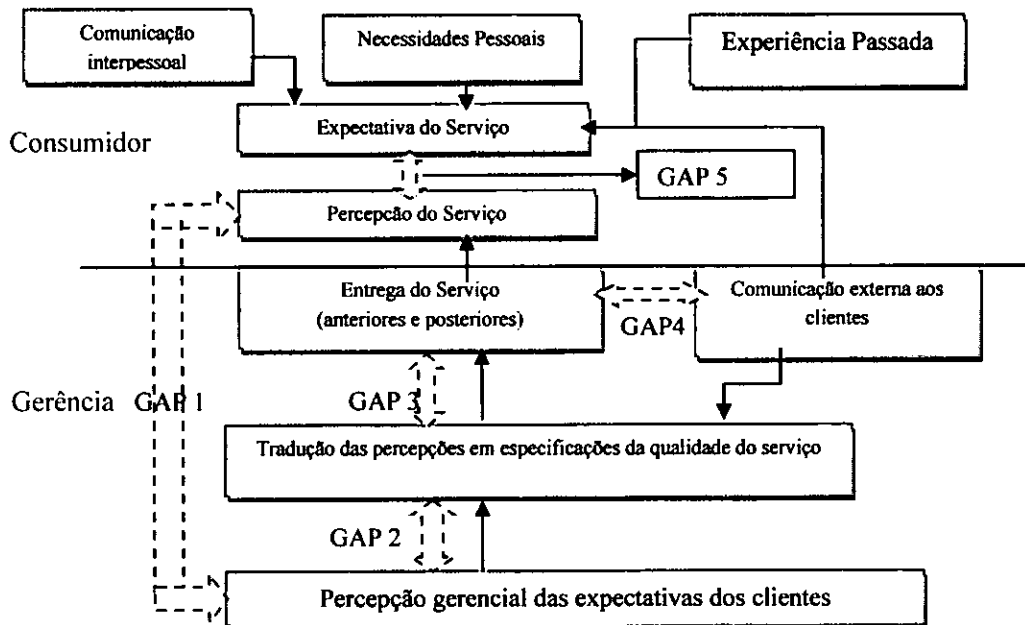 Comunicação
interpessoal
Necessidades Pessoais
Experiência Passada
Consumidor
Expectativa do Serviço
GAP 5
Percepcão do Serviço
Entrega do Serviço
(anteriores e posteriores)
GAP4
Comunicação externa aos
clientes
Gerência
GAP 1
GAP 3
Tradução das percepções em especificações da qualidade do serviço
GAP 2
Percepção gerencial das expectativas dos clientes